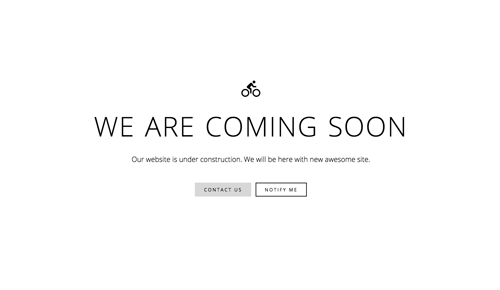 WE ARE COMING SOON
Our website is under construction. We will be here with new awesome site.
CONTACT US
NOTIFY ME